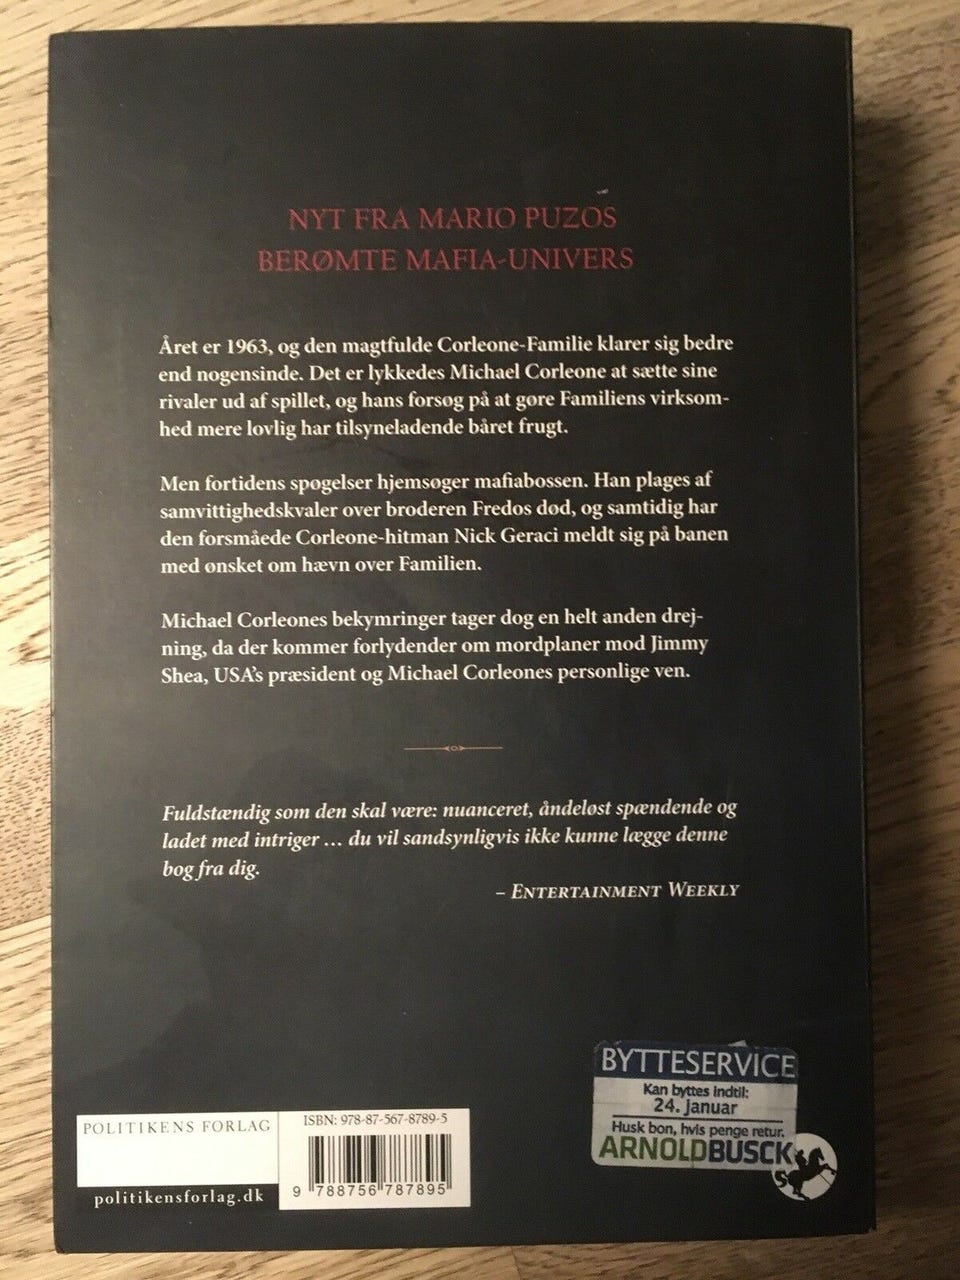 NYT FRA MARIO PUZOS
BERØMTE MAFIA-UNIVERS
Året er 1963, og den magtfulde Corleone-Familie klarer sig bedre
end nogensinde. Det er lykkedes Michael Corleone at sætte sine
rivaler ud af spillet, og hans forsøg på at gøre Familiens virksom-
hed mere lovlig har tilsyneladende båret frugt.
Men fortidens spøgelser hjemsøger mafiabossen. Han plages af
samvittighedskvaler over broderen Fredos død, og samtidig har
den forsmåede Corleone-hitman Nick Geraci meldt sig på banen
med ønsket om hævn over Familien.
Michael Corleones bekymringer tager dog en helt anden drej-
ning, da der kommer forlydender om mordplaner mod Jimmy
Shea, USA's præsident og Michael Corleones personlige ven.
Fuldstændig som den skal være: nuanceret, åndeløst spændende og
ladet med intriger ... du vil sandsynligvis ikke kunne lægge denne
bog fra dig.
– ENTERTAINMENT WEEKLY
BYTTESERVICE
Kan byttes indtil:
24. januar
Husk bon, hvis penge retur.
ARNOLD BUSCK
POLITIKENS FORLAG
politikensforlag.dk
ISBN: 978-87-567-8789-5
9 788756 787895